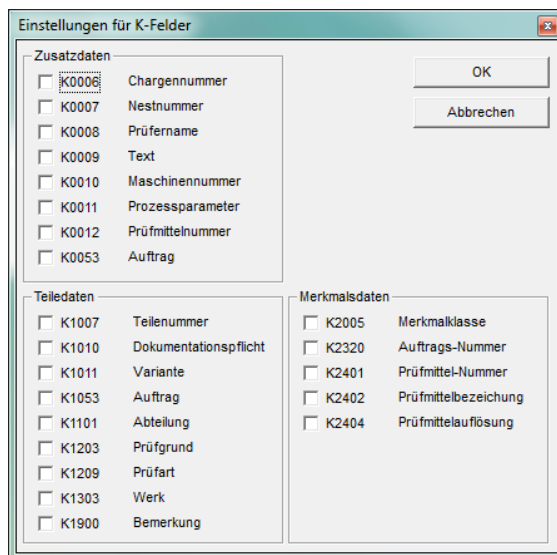 Einstellungen für K-Felder
Zusatzdaten
K0006 Chargennummer
K0007 Nestnummer
K0008 Prüfername
K0009 Text
K0010 Maschinennummer
K0011 Prozessparameter
K0012 Prüfmittelnummer
K0053 Auftrag
OK
Abbrechen
Teiledaten
K1007 Teilenummer
K1010 Dokumentationspflicht
K1011 Variante
K1053 Auftrag
K1101 Abteilung
K1203 Prüfgrund
K1209 Prüfart
K1303 Werk
K1900 Bemerkung
Merkmalsdaten
K2005 Merkmalklasse
K2320 Auftrags-Nummer
K2401 Prüfmittel-Nummer
K2402 Prüfmittelbezeichung
K2404 Prüfmittelauflösung